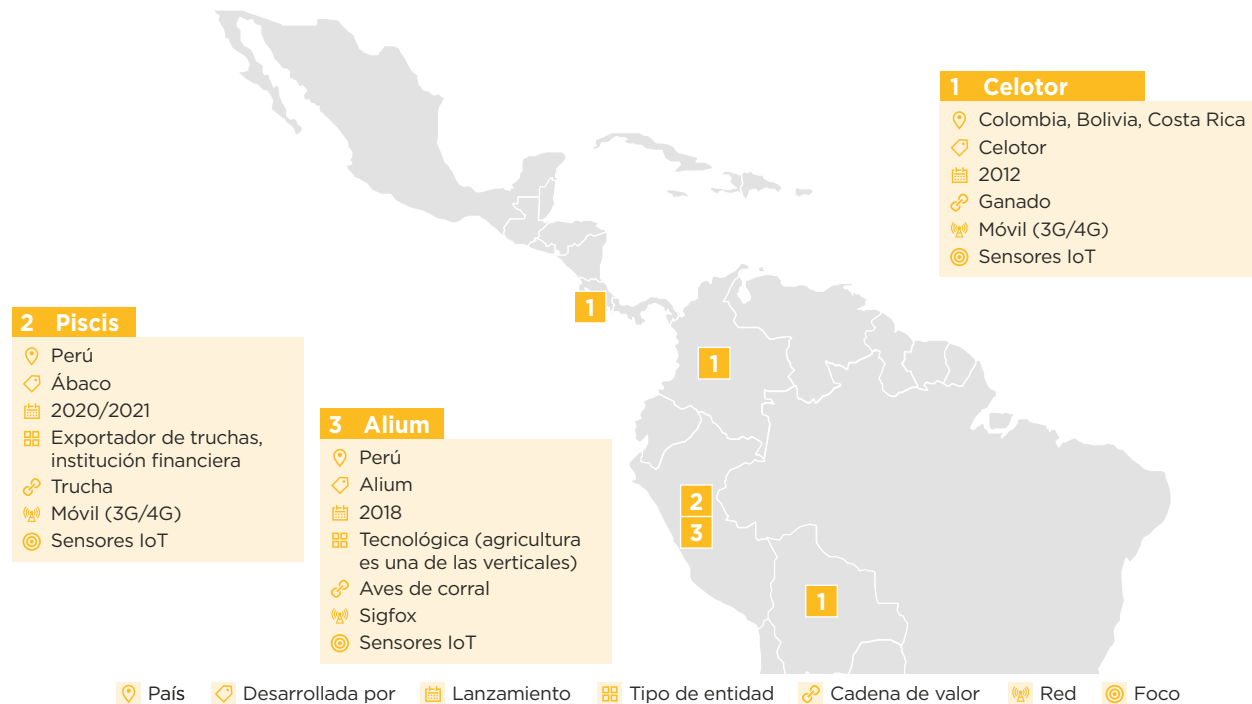 1 Celotor
Colombia, Bolivia, Costa Rica
Celotor
2012
Ganado
Móvil (3G/4G)
Sensores IoT
1
2 Piscis
Perú
Ábaco
2020/2021
Exportador de truchas,
institución financiera
Trucha
Móvil (3G/4G)
Sensores IoT
1
3 Alium
Perú
Alium
2018
Tecnológica (agricultura
es una de las verticales)
Aves de corral
Sigfox
Sensores IoT
2
3
1
País Desarrollada por Lanzamiento Tipo de entidad Cadena de valor Red Foco